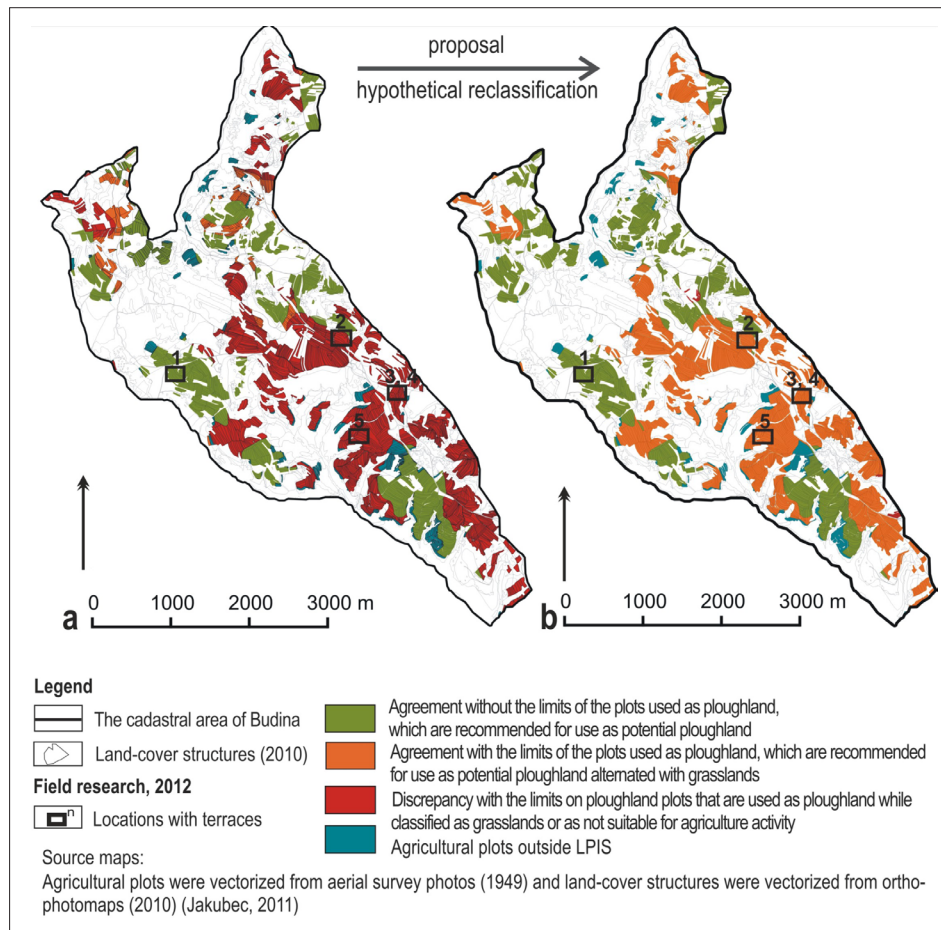 proposal
hypothetical reclassification
1
2
3, 4
5
1
2
3, 4
5
a
0 1000 2000 3000 m
b
0 1000 2000 3000 m
Legend
The cadastral area of Budina
Land-cover structures (2010)
Field research, 2012
n
Locations with terraces
Agreement without the limits of the plots used as ploughland,
which are recommended for use as potential ploughland
Agreement with the limits of the plots used as ploughland, which are recommended
for use as potential ploughland alternated with grasslands
Discrepancy with the limits on ploughland plots that are used as ploughland while
classified as grasslands or as not suitable for agriculture activity
Agricultural plots outside LPIS
Source maps:
Agricultural plots were vectorized from aerial survey photos (1949) and land-cover structures were vectorized from ortho-
photomaps (2010) (Jakubec, 2011)